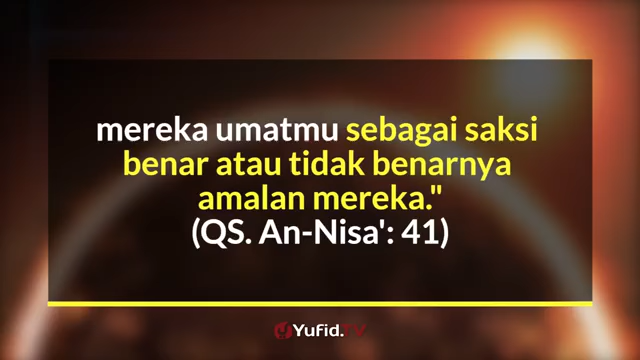 mereka umatmu sebagai saksi
benar atau tidak benarnya
amalan mereka."
(QS. An-Nisa': 41)
Yufid.TV